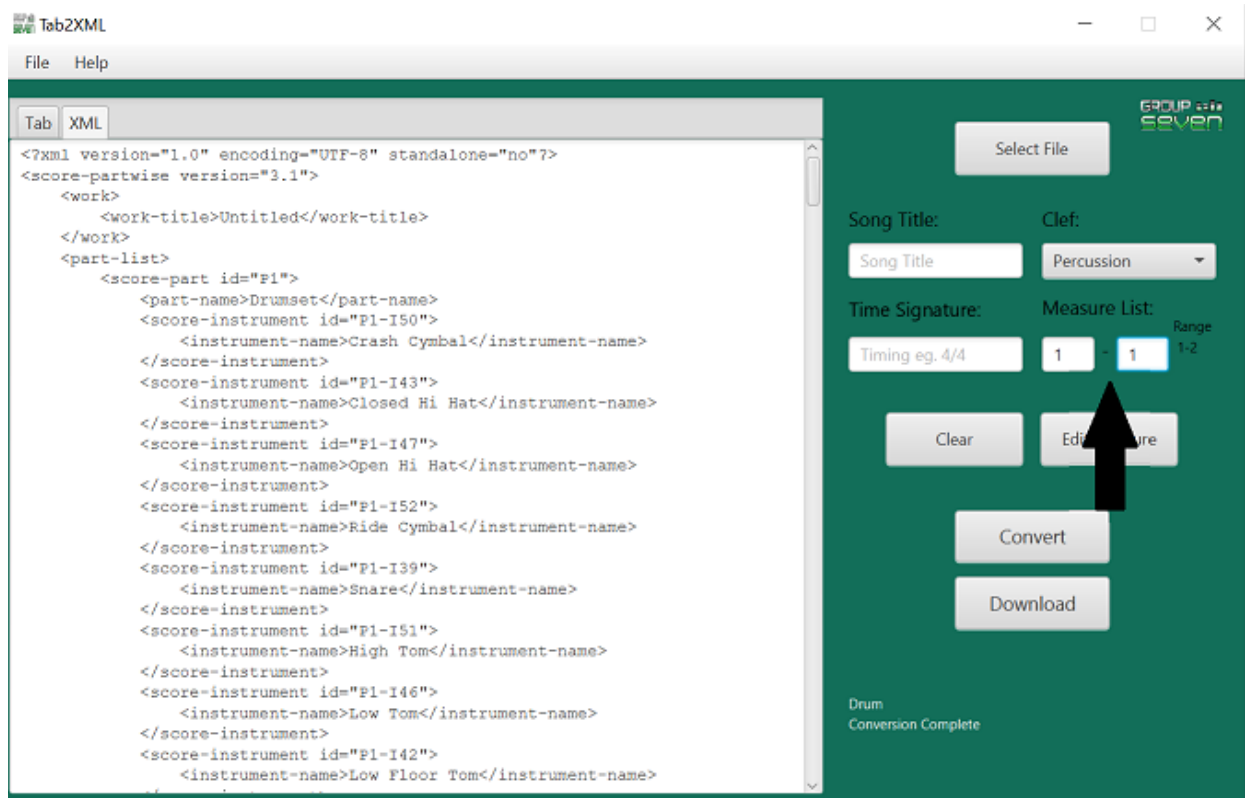 Tab2XML
File Help
Tab XML
<?xml version="1.0" encoding="UTF-8" standalone="no"?>
<score-partwise version="3.1">
<work>
<work-title>Untitled</work-title>
</work>
<part-list>
<score-part id="P1">
<part-name>Drumset</part-name>
<score-instrument id="P1-I50">
<instrument-name>Crash Cymbal</instrument-name>
</score-instrument>
<score-instrument id="P1-I43">
<instrument-name>Closed Hi Hat</instrument-name>
</score-instrument>
<score-instrument id="P1-I47">
<instrument-name>Open Hi Hat</instrument-name>
</score-instrument>
<score-instrument id="P1-I52">
<instrument-name>Ride Cymbal</instrument-name>
</score-instrument>
<score-instrument id="P1-I39">
<instrument-name>Snare</instrument-name>
</score-instrument>
<score-instrument id="P1-I51">
<instrument-name>High Tom</instrument-name>
</score-instrument>
<score-instrument id="P1-I46">
<instrument-name>Low Tom</instrument-name>
</score-instrument>
<score-instrument id="P1-I42">
<instrument-name>Low Floor Tom</instrument-name>
GROUP
SEVEN
Select File
Song Title: Clef:
Song Title Percussion
Time Signature: Measure List:
Range
Timing eg. 4/4 1 - 1 1-2
Clear
Convert
Download
Drum
Conversion Complete